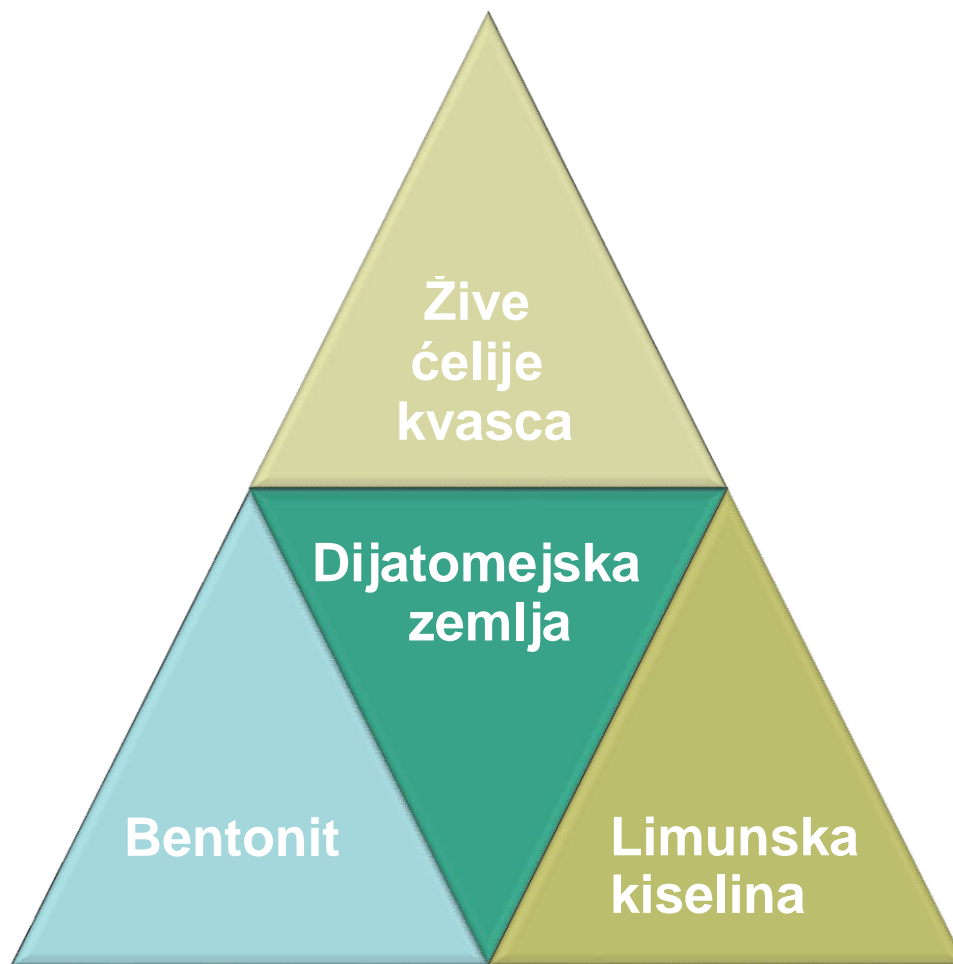 Žive
ćelije
kvasca
Dijatomejska
zemlja
Bentonit
Limunska
kiselina